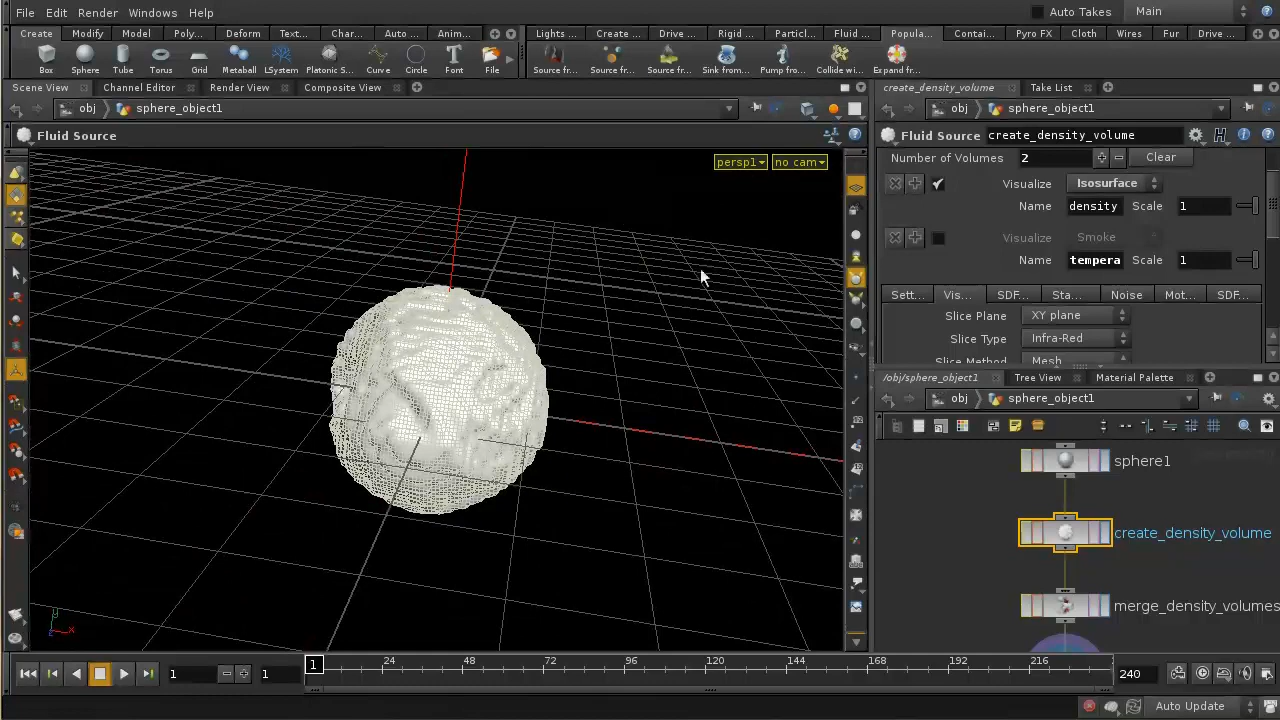 File Edit Render Windows Help Auto Takes Main
Create Modify Model Poly... Deform Text... Char... Auto ... Anim... Lights ... Create ... Drive ... Rigid ... Particl... Fluid ... Popula... Contai... Pyro FX Cloth Wires Fur Drive ...
Box Sphere Tube Torus Grid Metaball LSystem Platonic S... Curve Circle Font File Source fr... Source fr... Source fr... Sink from... Pump fro... Collide wi... Expand fr...
Scene View Channel Editor Render View Composite View create_density_volume Take List
obj sphere_object1 obj sphere_object1
Fluid Source Fluid Source create_density_volume
persp1 no cam
Number of Volumes 2 Clear
Visualize Isosurface
Name density Scale 1
Visualize Smoke
Name tempera Scale 1
Sett... Vis... SDF... Sta... Noise Mot... SDF...
Slice Plane XY plane
Slice Type Infra-Red
Slice Method Mesh
/obj/sphere_object1 Tree View Material Palette
obj sphere_object1
sphere1
create_density_volume
merge_density_volumes
y x z
1 1 1 24 48 72 96 120 144 168 192 216 240
Auto Update